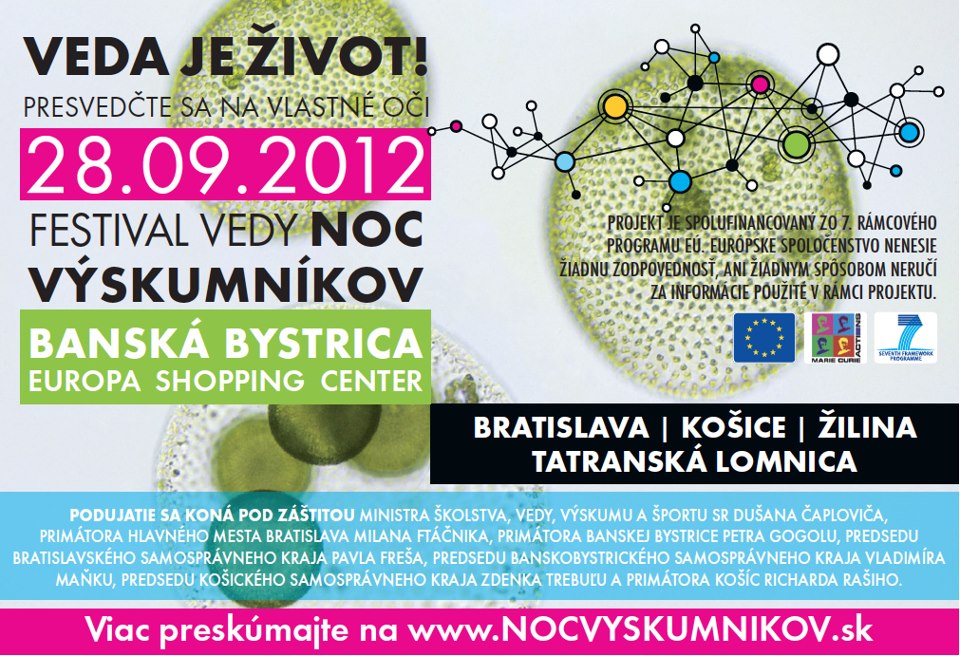 VEDA JE ŽIVOT!
PRESVEDČTE SA NA VLASTNÉ OČI
28.09.2012
FESTIVAL VEDY NOC
VÝSKUMNÍKOV
BANSKÁ BYSTRICA
EUROPA SHOPPING CENTER
PROJEKT JE SPOLUFINANCOVANÝ ZO 7. RÁMCOVÉHO
PROGRAMU EÚ. EURÓPSKE SPOLOČENSTVO NENESIE
ŽIADNU ZODPOVEDNOSŤ, ANI ŽIADNYM SPÔSOBOM NERUČÍ
ZA INFORMÁCIE POUŽITÉ V RÁMCI PROJEKTU.
MARIE CURIE
ACTIONS
SEVENTH FRAMEWORK
PROGRAMME
BRATISLAVA | KOŠICE | ŽILINA
TATRANSKÁ LOMNICA
PODUJATIE SA KONÁ POD ZÁŠTITOU MINISTRA ŠKOLSTVA, VEDY, VÝSKUMU A ŠPORTU SR DUŠANA ČAPLOVIČA,
PRIMÁTORA HLAVNÉHO MESTA BRATISLAVA MILANA FTÁČNIKA, PRIMÁTORA BANSKEJ BYSTRICE PETRA GOGOLU, PREDSEDU
BRATISLAVSKÉHO SAMOSPRÁVNEHO KRAJA PAVLA FREŠA, PREDSEDU BANSKOBYSTRICKÉHO SAMOSPRÁVNEHO KRAJA VLADIMÍRA
MAŇKU, PREDSEDU KOŠICKÉHO SAMOSPRÁVNEHO KRAJA ZDENKA TREBUĽU A PRIMÁTORA KOŠÍC RICHARDA RAŠIHO.
Viac preskúmajte na www.NOCVYSKUMNIKOV.sk